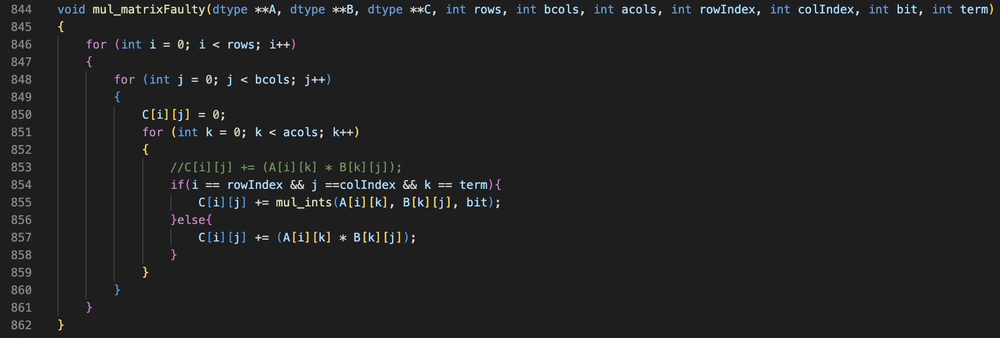 844 void mul_matrixFaulty(dtype **A, dtype **B, dtype **C, int rows, int bcols, int acols, int rowIndex, int colIndex, int bit, int term)
845 {
846     for (int i = 0; i < rows; i++)
847     {
848         for (int j = 0; j < bcols; j++)
849         {
850             C[i][j] = 0;
851             for (int k = 0; k < acols; k++)
852             {
853                 //C[i][j] += (A[i][k] * B[k][j]);
854                 if(i == rowIndex && j ==colIndex && k == term){
855                     C[i][j] += mul_ints(A[i][k], B[k][j], bit);
856                 }else{
857                     C[i][j] += (A[i][k] * B[k][j]);
858                 }
859             }
860         }
861     }
862 }